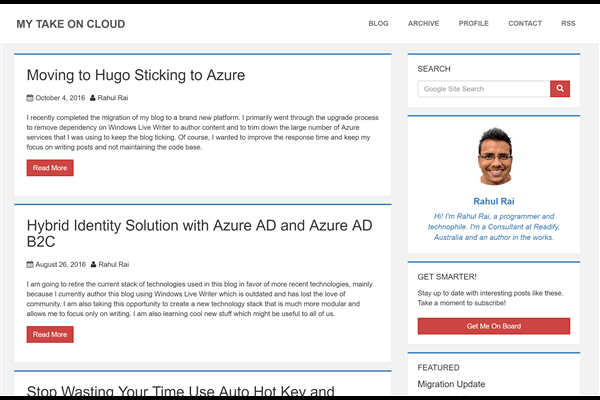 MY TAKE ON CLOUD
BLOG ARCHIVE PROFILE CONTACT RSS
Moving to Hugo Sticking to Azure
October 4, 2016 Rahul Rai
I recently completed the migration of my blog to a brand new platform. I primarily went through the upgrade process
to remove dependency on Windows Live Writer to author content and to trim down the large number of Azure
services that I was using to keep the blog ticking. Of course, I wanted to improve the response time and keep my
focus on writing posts and not maintaining the code base.
Read More
Hybrid Identity Solution with Azure AD and Azure AD
B2C
August 26, 2016 Rahul Rai
I am going to retire the current stack of technologies used in this blog in favor of more recent technologies, mainly
because I currently author this blog using Windows Live Writer which is outdated and has lost the love of
community. I am also taking this opportunity to create a new technology stack that is much more modular and
allows me to focus only on writing. I am also learning cool new stuff which might be useful to all of us.
Read More
Stop Wasting Your Time Use Auto Hot Key and
SEARCH
Google Site Search
Rahul Rai
Hi! I'm Rahul Rai, a programmer and
technophile. I'm a Consultant at Readify,
Australia and an author in the works.
GET SMARTER!
Stay up to date with interesting posts like these.
Take a moment to subscribe!
Get Me On Board
FEATURED
Migration Update